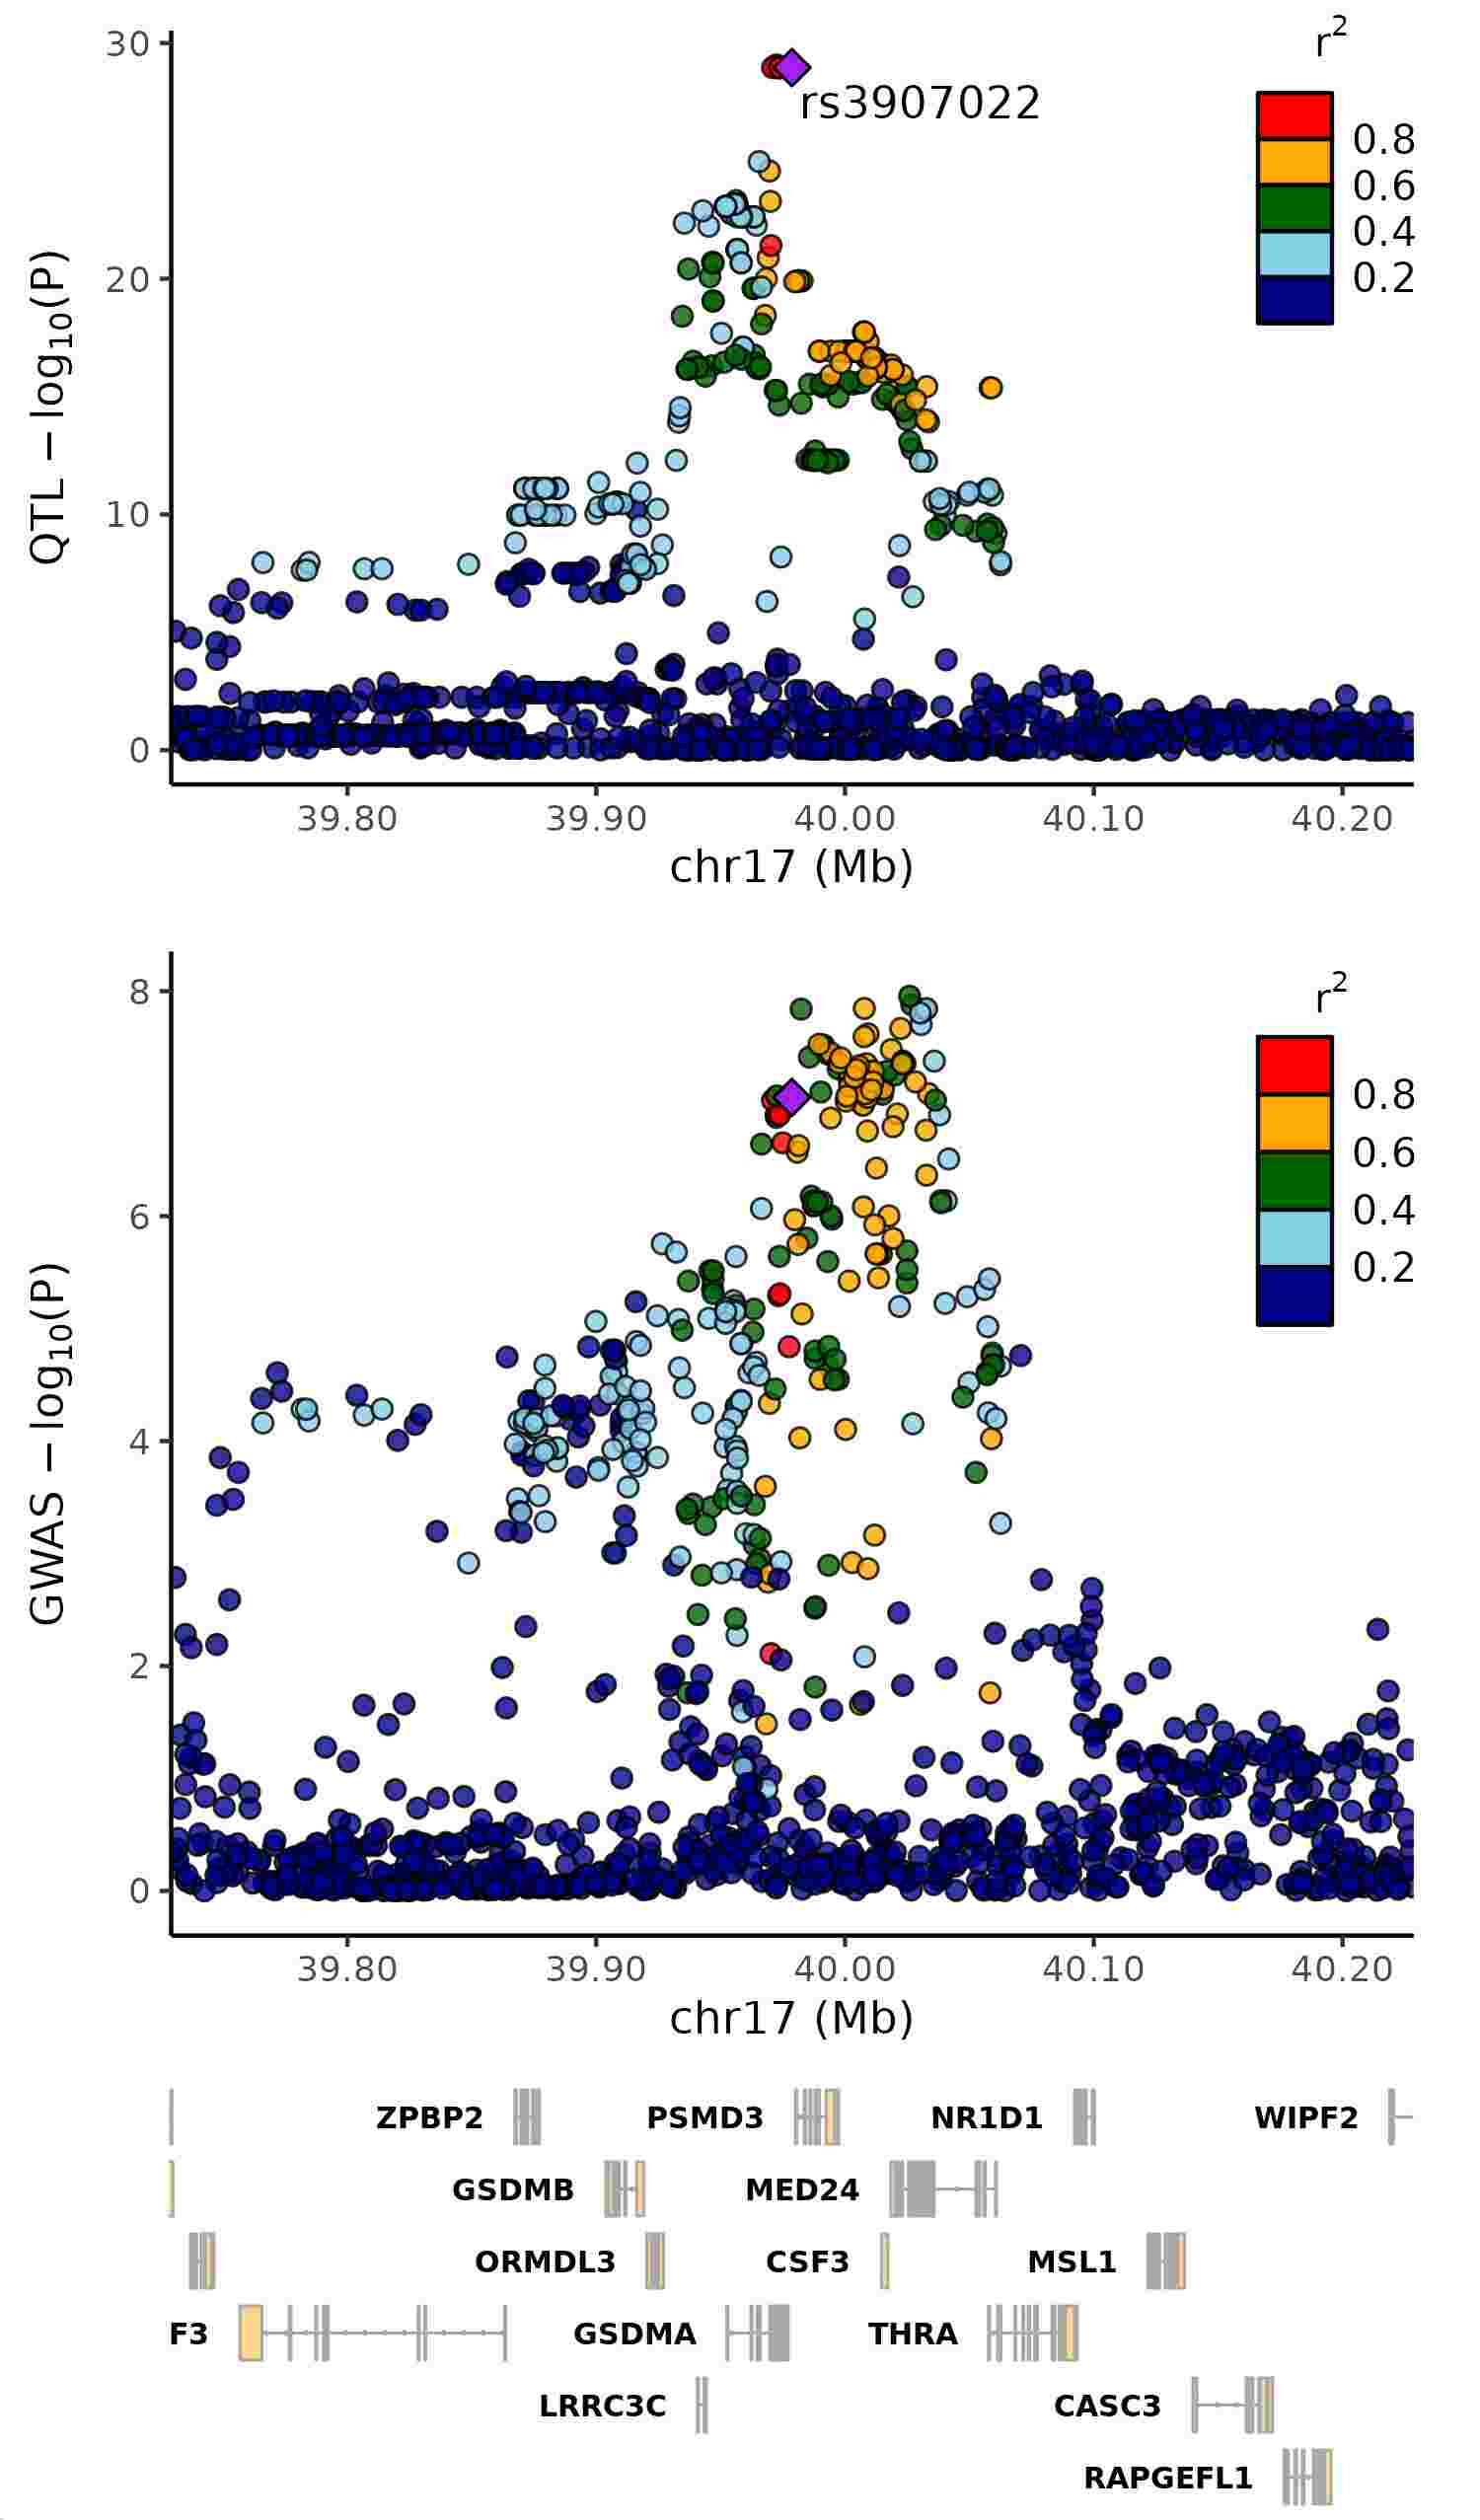 30
r2
rs3907022
0.8
0.6
0.4
0.2
20
10
0
QTL − log10(P)
39.80 39.90 40.00 40.10 40.20
chr17 (Mb)
8
r2
0.8
0.6
0.4
0.2
6
4
2
0
GWAS − log10(P)
39.80 39.90 40.00 40.10 40.20
chr17 (Mb)
ZPBP2 PSMD3 NR1D1 WIPF2
GSDMB MED24
ORMDL3 CSF3 MSL1
F3 GSDMA THRA
LRRC3C CASC3
RAPGEFL1